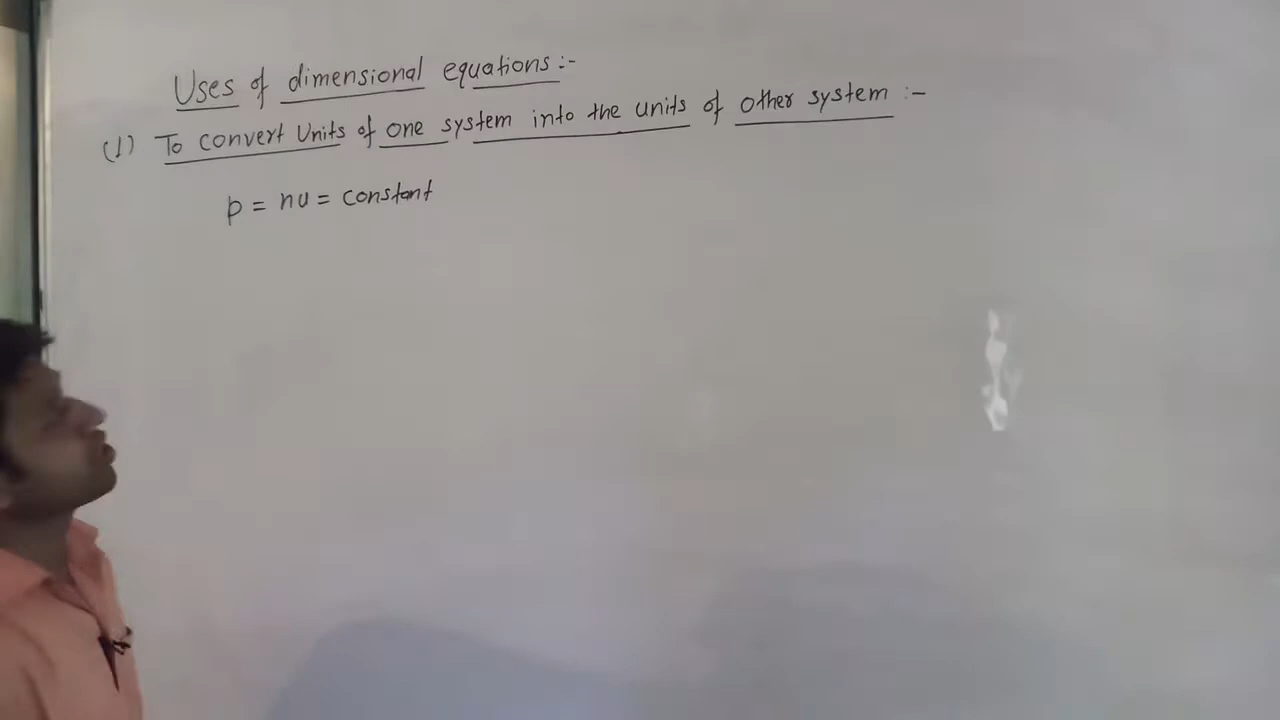 Uses of dimensional equations :-
(1) To convert Units of one system into the units of other system :-
p = nu = constant